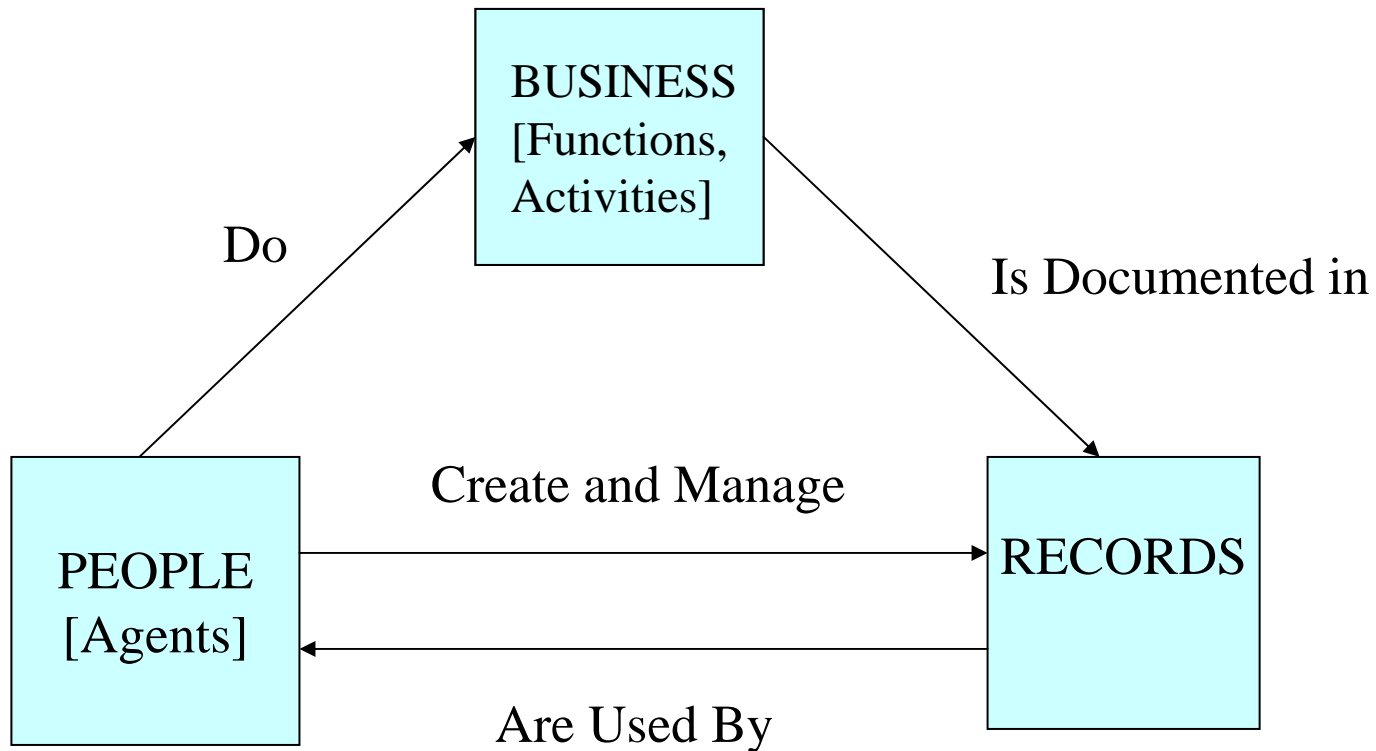 BUSINESS
[Functions,
Activities]
Do
Is Documented in
Create and Manage
PEOPLE
[Agents]
RECORDS
Are Used By